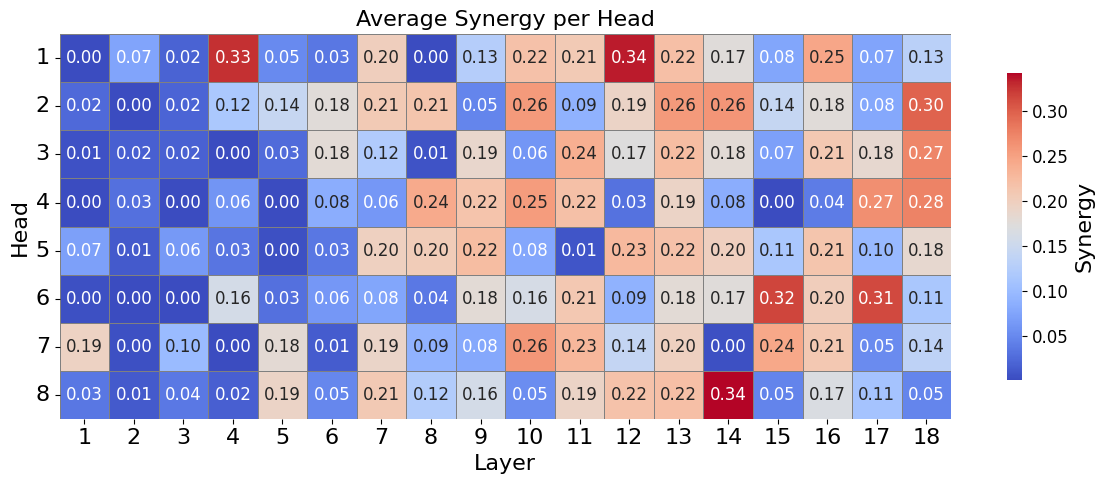 Average Synergy per Head
1 0.00 0.07 0.02 0.33 0.05 0.03 0.20 0.00 0.13 0.22 0.21 0.34 0.22 0.17 0.08 0.25 0.07 0.13
2 0.02 0.00 0.02 0.12 0.14 0.18 0.21 0.21 0.05 0.26 0.09 0.19 0.26 0.26 0.14 0.18 0.08 0.30
3 0.01 0.02 0.02 0.00 0.03 0.18 0.12 0.01 0.19 0.06 0.24 0.17 0.22 0.18 0.07 0.21 0.18 0.27
4 0.00 0.03 0.00 0.06 0.00 0.08 0.06 0.24 0.22 0.25 0.22 0.03 0.19 0.08 0.00 0.04 0.27 0.28
5 0.07 0.01 0.06 0.03 0.00 0.03 0.20 0.20 0.22 0.08 0.01 0.23 0.22 0.20 0.11 0.21 0.10 0.18
6 0.00 0.00 0.00 0.16 0.03 0.06 0.08 0.04 0.18 0.16 0.21 0.09 0.18 0.17 0.32 0.20 0.31 0.11
7 0.19 0.00 0.10 0.00 0.18 0.01 0.19 0.09 0.08 0.26 0.23 0.14 0.20 0.00 0.24 0.21 0.05 0.14
8 0.03 0.01 0.04 0.02 0.19 0.05 0.21 0.12 0.16 0.05 0.19 0.22 0.22 0.34 0.05 0.17 0.11 0.05
1 2 3 4 5 6 7 8 9 10 11 12 13 14 15 16 17 18
Layer
Head
0.30
0.25
0.20
0.15
0.10
0.05
Synergy